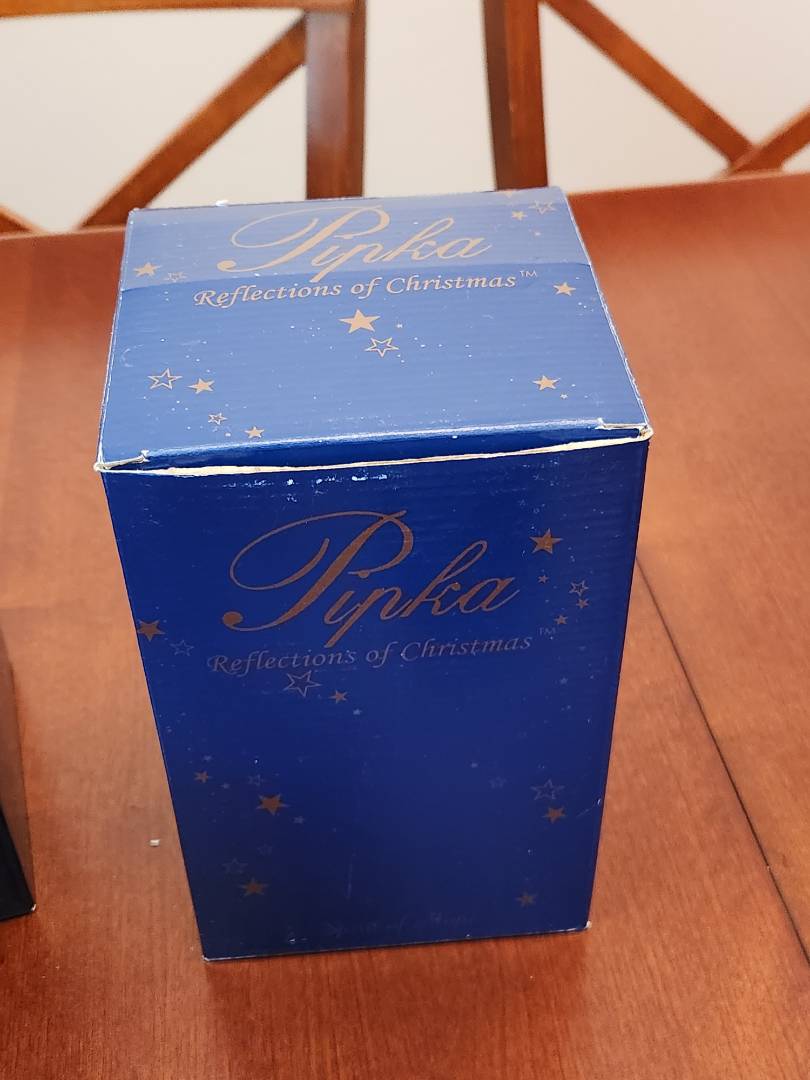 Pipka
Reflections of Christmas™
Pipka
Reflections of Christmas™